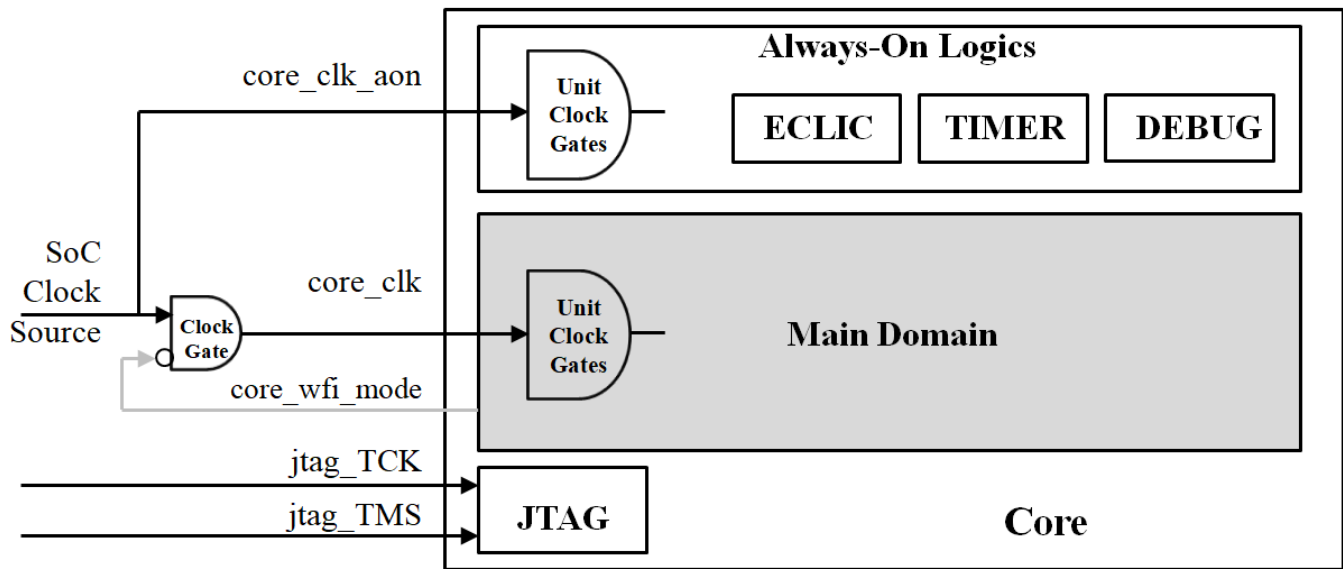 Always-On Logics
core_clk_aon
Unit
Clock
Gates
ECLIC
TIMER
DEBUG
SoC
Clock
Source
Clock
Gate
core_clk
Unit
Clock
Gates
Main Domain
core_wfi_mode
jtag_TCK
jtag_TMS
JTAG
Core